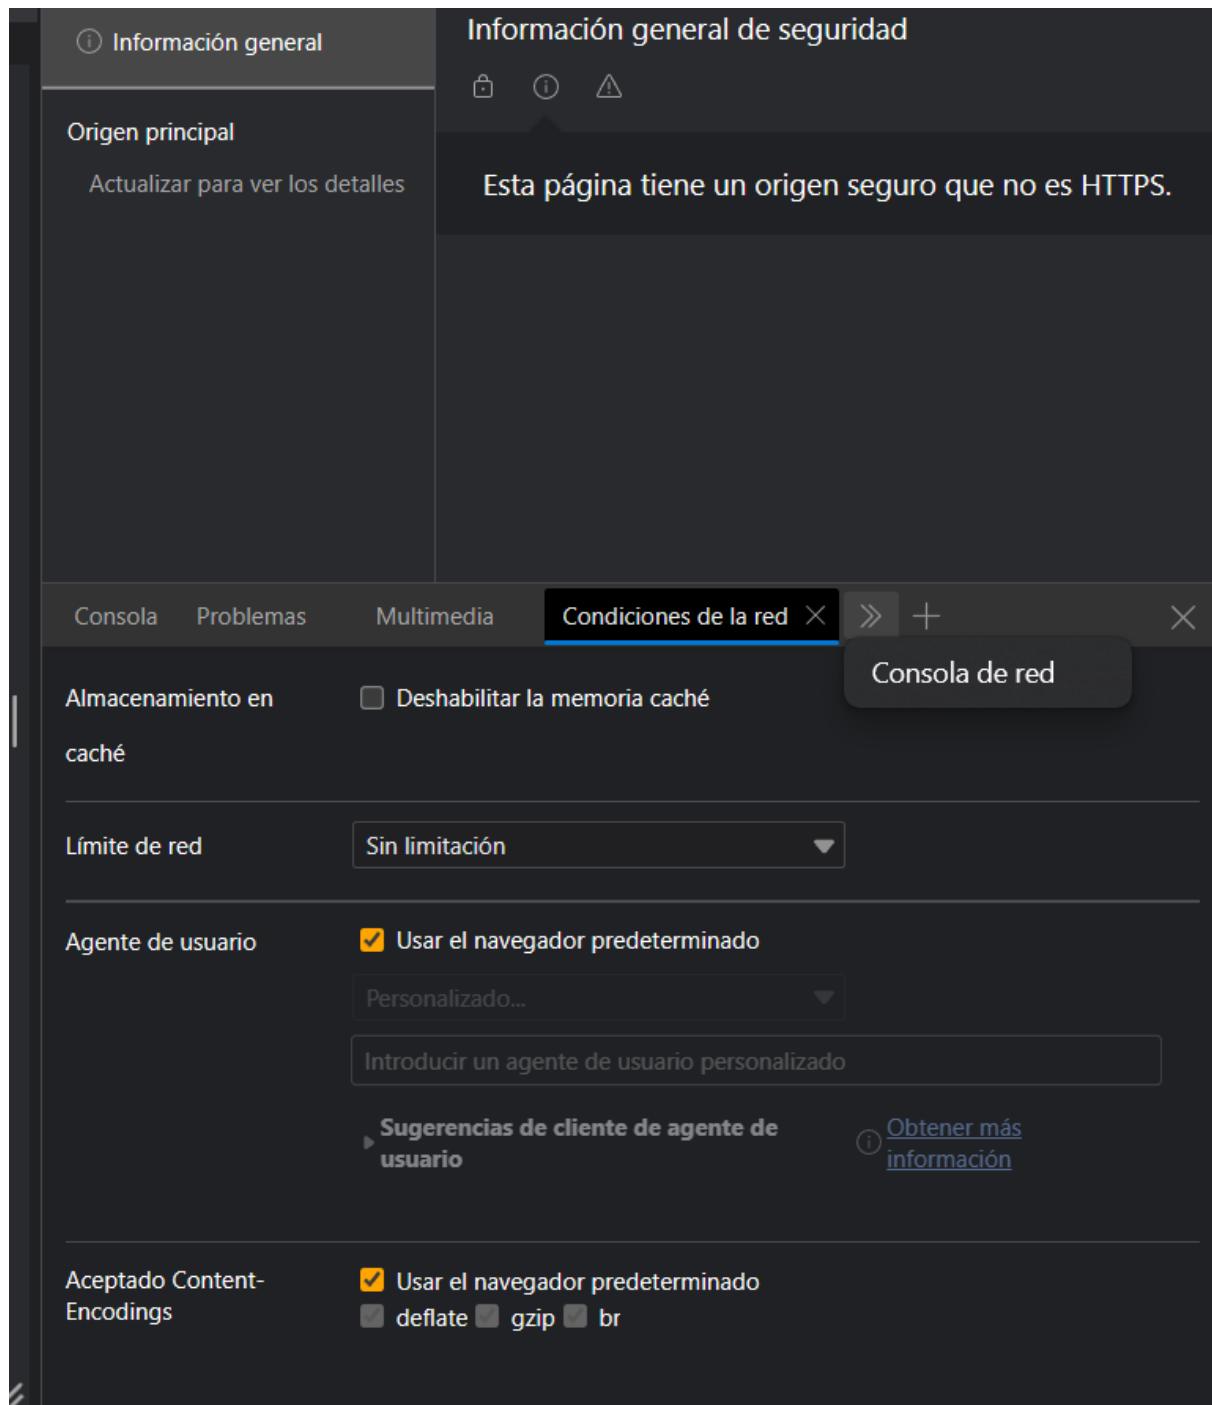 Información general
Información general de seguridad
Origen principal
Actualizar para ver los detalles
Esta página tiene un origen seguro que no es HTTPS.
Consola Problemas Multimedia Condiciones de la red
Consola de red
Almacenamiento en
caché
Deshabilitar la memoria caché
Límite de red
Sin limitación
Agente de usuario
Usar el navegador predeterminado
Personalizado...
Introducir un agente de usuario personalizado
Sugerencias de cliente de agente de
usuario
Obtener más
información
Aceptado Content-
Encodings
Usar el navegador predeterminado
deflate gzip br